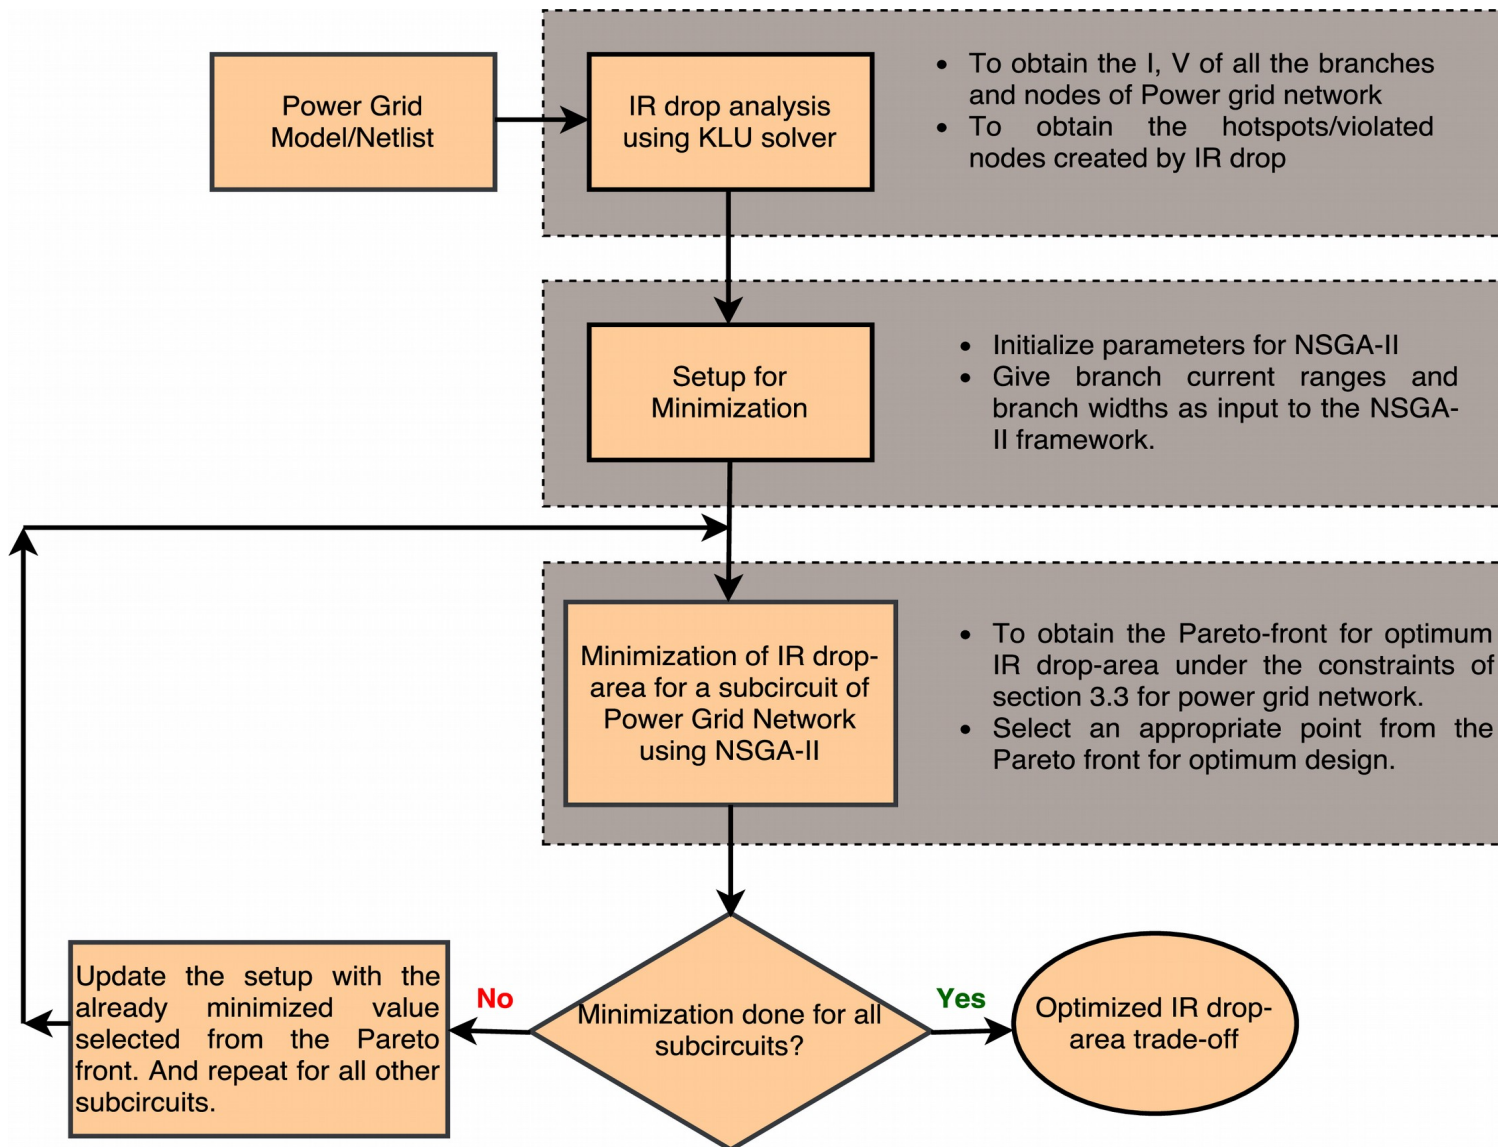 Power Grid
Model/Netlist
IR drop analysis
using KLU solver
• To obtain the I, V of all the branches
and nodes of Power grid network
• To obtain the hotspots/violated
nodes created by IR drop
Setup for
Minimization
• Initialize parameters for NSGA-II
• Give branch current ranges and
branch widths as input to the NSGA-
II framework.
Minimization of IR drop-
area for a subcircuit of
Power Grid Network
using NSGA-II
• To obtain the Pareto-front for optimum
IR drop-area under the constraints of
section 3.3 for power grid network.
• Select an appropriate point from the
Pareto front for optimum design.
Minimization done for all
subcircuits?
No
Yes
Update the setup with the
already minimized value
selected from the Pareto
front. And repeat for all other
subcircuits.
Optimized IR drop-
area trade-off